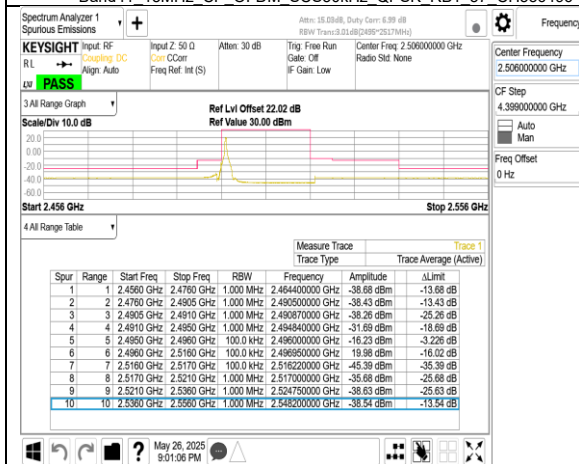 Spectrum Analyzer 1
Spurious Emissions
Attn: 15.03dB, Duty Corr: 6.99 dB
RBW Trans:3.01dB(2495*2517MHz)
Frequency
KEYSIGHT Input: RF
Coupling: DC
Align: Auto
RL
LXI PASS
Input Z: 50 Ω
Corr CCorr
Freq Ref: Int (S)
Atten: 30 dB
Trig: Free Run
Gate: Off
IF Gain: Low
Center Freq: 2.506000000 GHz
Radio Std: None
Center Frequency
2.506000000 GHz
CF Step
4.399000000 GHz
Auto
Man
Freq Offset
0 Hz
3 All Range Graph
Scale/Div 10.0 dB
Ref Lvl Offset 22.02 dB
Ref Value 30.00 dBm
20.0
0.00
-20.0
-40.0
-60.0
Start 2.456 GHz
Stop 2.556 GHz
4 All Range Table
Measure Trace Trace 1
Trace Type Trace Average (Active)
Spur Range Start Freq Stop Freq RBW Frequency Amplitude ΔLimit
1 1 2.4560 GHz 2.4760 GHz 1.000 MHz 2.464400000 GHz -38.68 dBm -13.68 dB
2 2 2.4760 GHz 2.4905 GHz 1.000 MHz 2.490500000 GHz -38.43 dBm -13.43 dB
3 3 2.4905 GHz 2.4910 GHz 1.000 MHz 2.490870000 GHz -38.26 dBm -25.26 dB
4 4 2.4910 GHz 2.4950 GHz 1.000 MHz 2.494840000 GHz -31.69 dBm -18.69 dB
5 5 2.4950 GHz 2.4960 GHz 100.0 kHz 2.496000000 GHz -16.23 dBm -3.226 dB
6 6 2.4960 GHz 2.5160 GHz 100.0 kHz 2.496950000 GHz 19.98 dBm -16.02 dB
7 7 2.5160 GHz 2.5170 GHz 100.0 kHz 2.516220000 GHz -45.39 dBm -35.39 dB
8 8 2.5170 GHz 2.5210 GHz 1.000 MHz 2.517000000 GHz -35.68 dBm -25.68 dB
9 9 2.5210 GHz 2.5360 GHz 1.000 MHz 2.524750000 GHz -38.63 dBm -25.63 dB
10 10 2.5360 GHz 2.5560 GHz 1.000 MHz 2.548200000 GHz -38.54 dBm -13.54 dB
?
May 26, 2025
9:01:06 PM